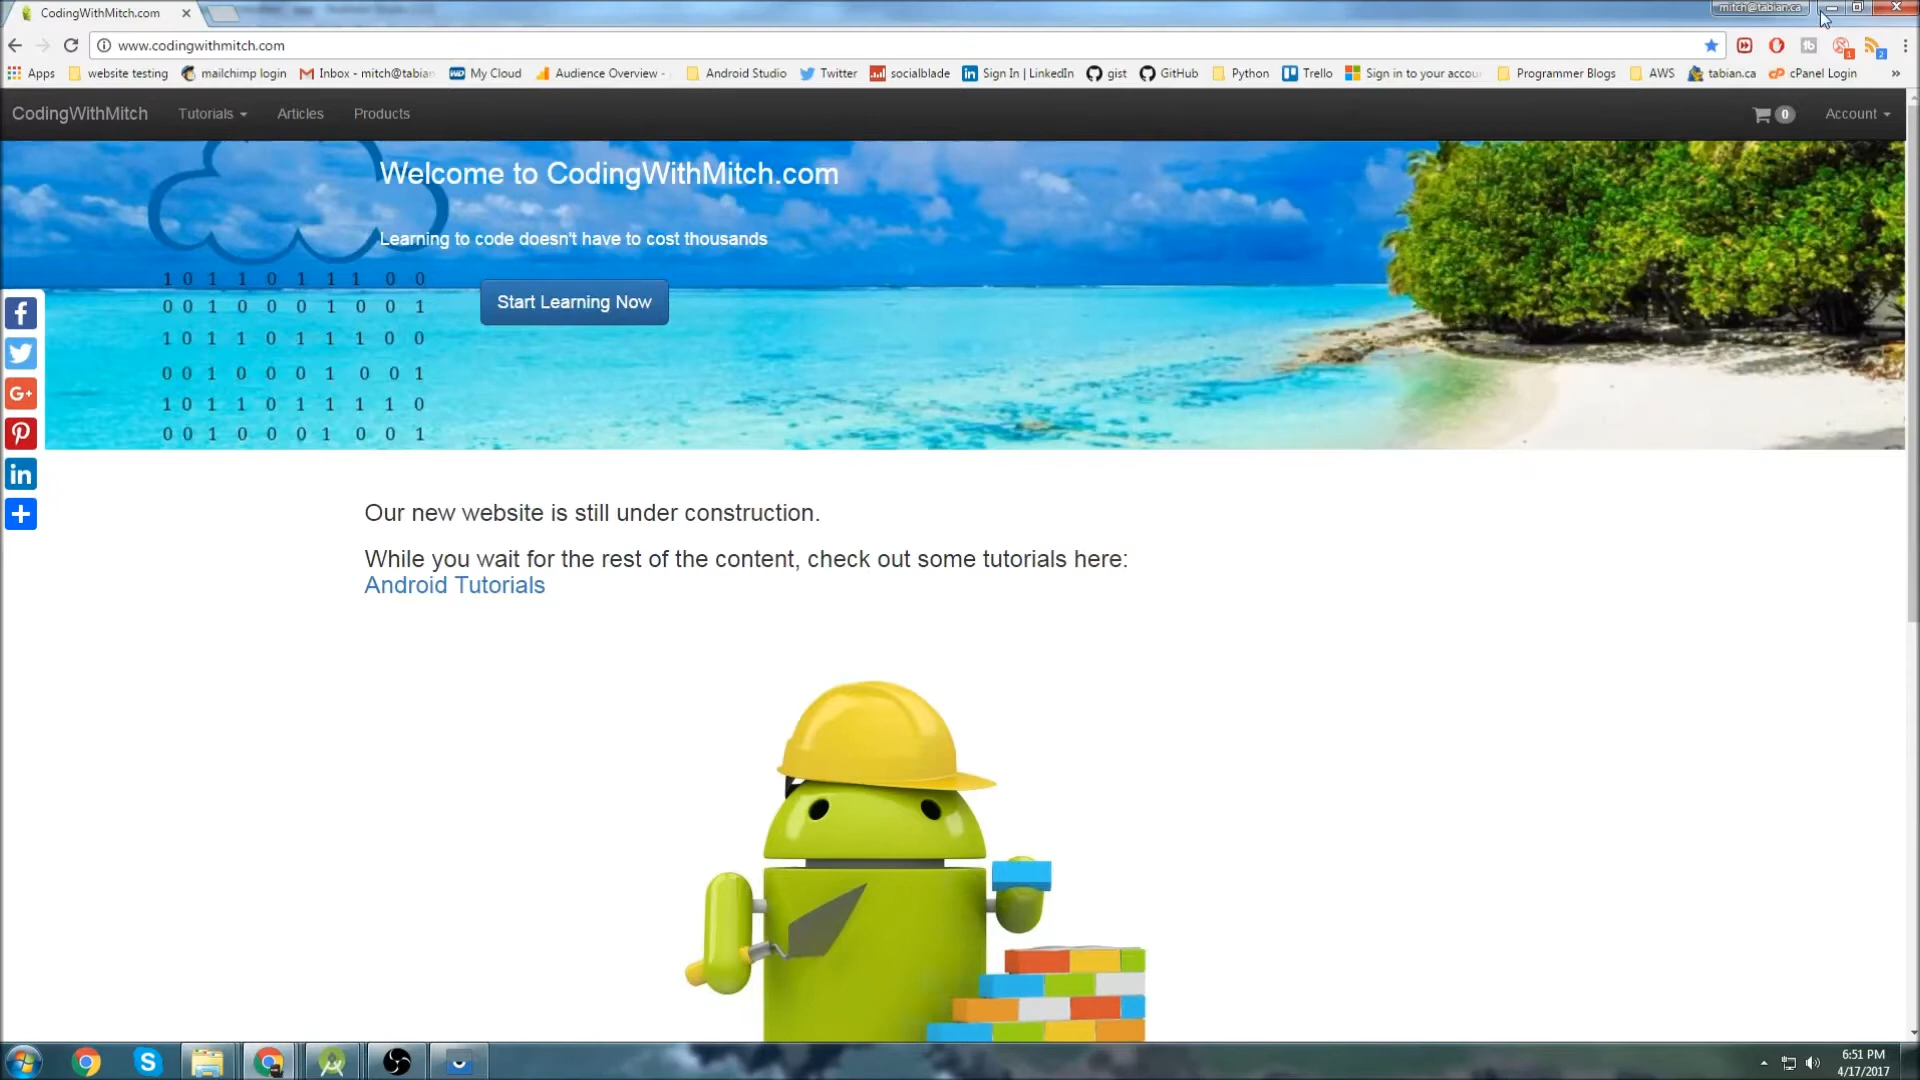 CodingWithMitch.com
mitch@tabian.ca
www.codingwithmitch.com
Apps website testing mailchimp login Inbox - mitch@tabian My Cloud Audience Overview - Android Studio Twitter socialblade Sign In | LinkedIn gist GitHub Python Trello Sign in to your accou Programmer Blogs AWS tabian.ca cPanel Login »
CodingWithMitch Tutorials Articles Products 0 Account
Welcome to CodingWithMitch.com
Learning to code doesn't have to cost thousands
1 0 1 1 0 1 1 1 0 0
Start Learning Now
0 0 1 0 0 0 1 0 0 1
1 0 1 1 0 1 1 1 0 0
0 0 1 0 0 0 1 0 0 1
1 0 1 1 0 1 1 1 1 0
0 0 1 0 0 0 1 0 0 1
Our new website is still under construction.
While you wait for the rest of the content, check out some tutorials here:
Android Tutorials
6:51 PM
4/17/2017